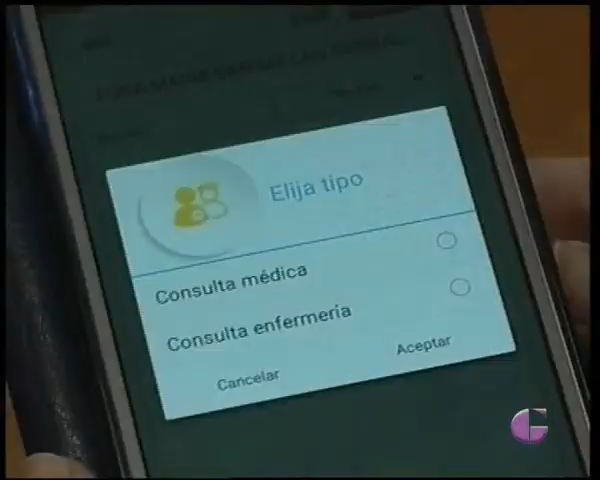 Elija tipo
Consulta médica
Consulta enfermería
Cancelar
Aceptar